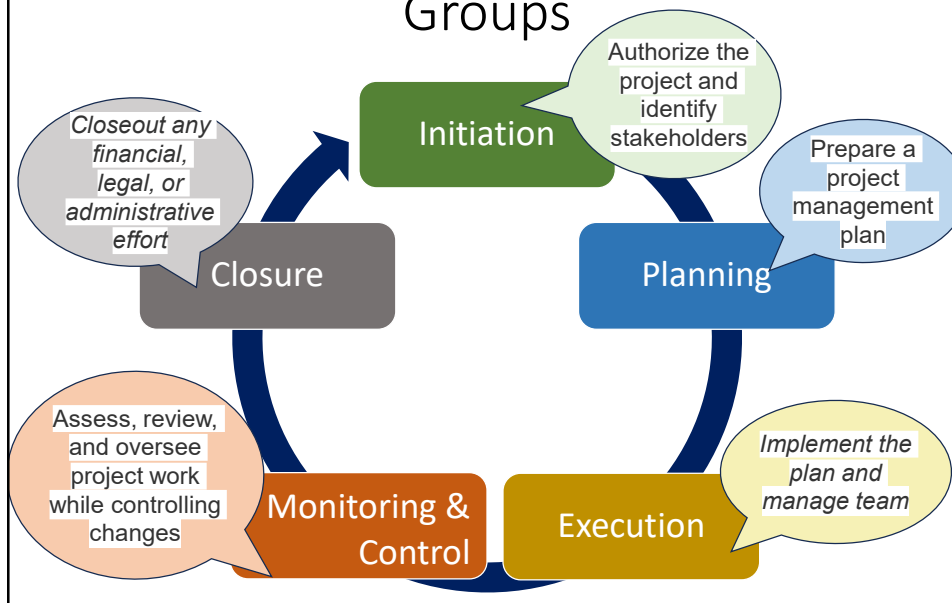 Groups
Authorize the
project and
identify
stakeholders
Initiation
Closeout any
financial,
legal, or
administrative
effort
Prepare a
project
management
plan
Closure
Planning
Assess, review,
and oversee
project work
while controlling
changes
Implement the
plan and
manage team
Monitoring &
Control
Execution